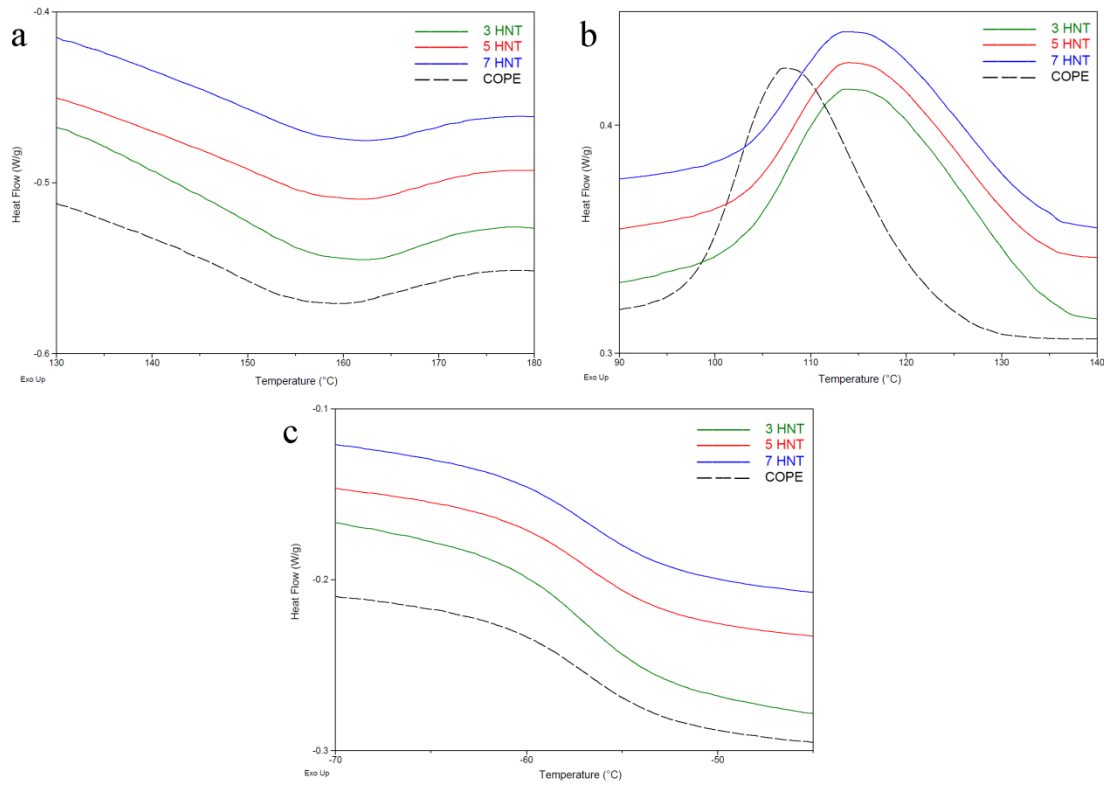 a
-0.4
-0.5
-0.6
Heat Flow (W/g)
3 HNT
5 HNT
7 HNT
COPE
130
140
150
160
170
180
Exo Up
Temperature (°C)
b
0.4
0.3
Heat Flow (W/g)
3 HNT
5 HNT
7 HNT
COPE
90
100
110
120
130
140
Exo Up
Temperature (°C)
c
-0.1
-0.2
-0.3
Heat Flow (W/g)
3 HNT
5 HNT
7 HNT
COPE
-70
-60
-50
Exo Up
Temperature (°C)